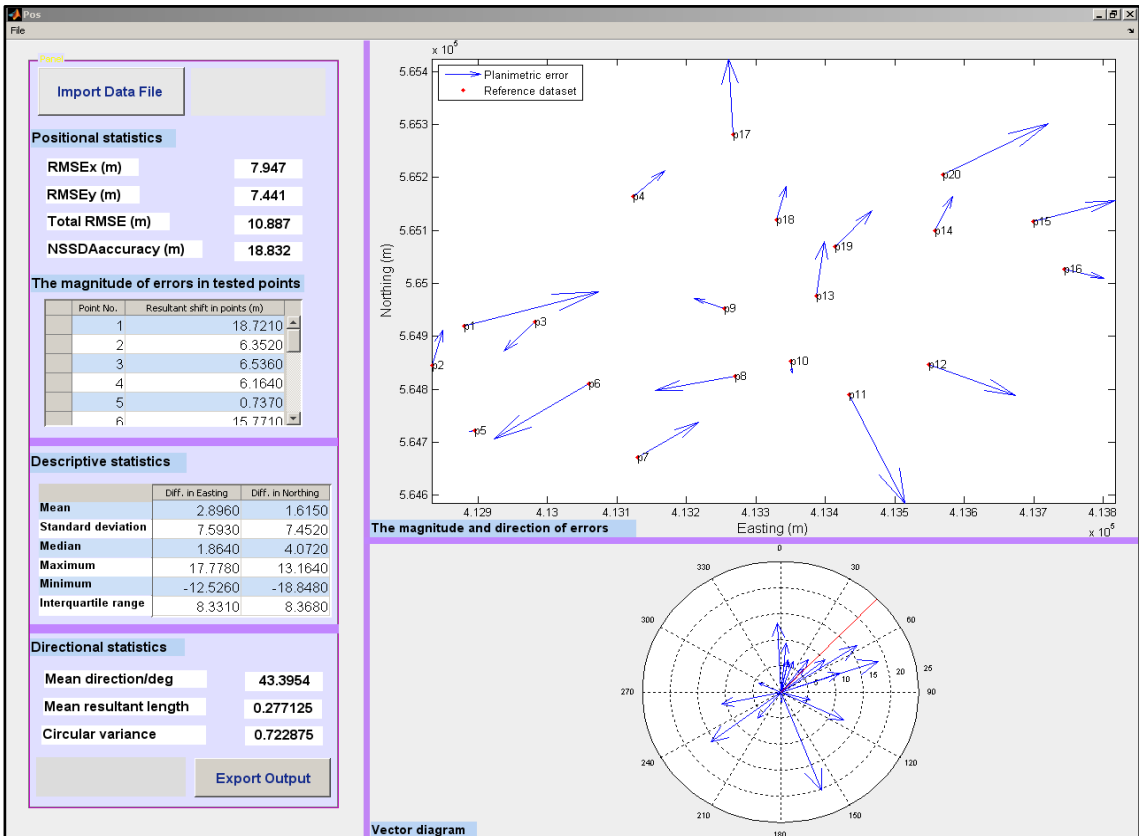 Pos
File
Import Data File
Positional statistics
RMSEx (m) 7.947
RMSEy (m) 7.441
Total RMSE (m) 10.887
NSSDAaccuracy (m) 18.832
The magnitude of errors in tested points
Point No. Resultant shift in points (m)
1 18.7210
2 6.3520
3 6.5360
4 6.1640
5 0.7370
6 15.7710
Descriptive statistics
Diff. in Easting Diff. in Northing
Mean 2.8960 1.6150
Standard deviation 7.5930 7.4520
Median 1.8640 4.0720
Maximum 17.7780 13.1640
Minimum -12.5260 -18.8480
Interquartile range 8.3310 8.3680
Directional statistics
Mean direction/deg 43.3954
Mean resultant length 0.277125
Circular variance 0.722875
Export Output
x 10^5
Planimetric error
Reference dataset
5.654
5.653
5.652
5.651
5.65
5.649
5.648
5.647
5.646
Northing (m)
p17
p20
p4
p18
p14
p15
p19
p16
p13
p9
p3
p1
p2
p10
p12
p8
p6
p11
p5
p7
4.129 4.13 4.131 4.132 4.133 4.134 4.135 4.136 4.137 4.138
Easting (m)
x 10^5
The magnitude and direction of errors
0
330 30
300 60
5 10 15 20 25
270 90
240 120
210 150
180
Vector diagram